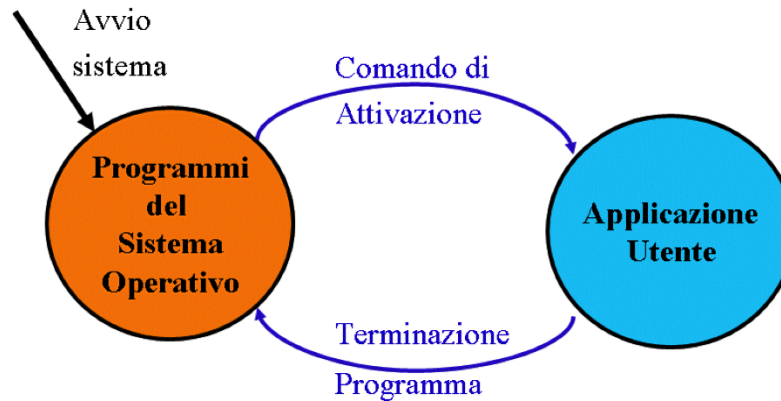 Avvio
sistema
Comando di
Attivazione
Programmi
del
Sistema
Operativo
Applicazione
Utente
Terminazione
Programma